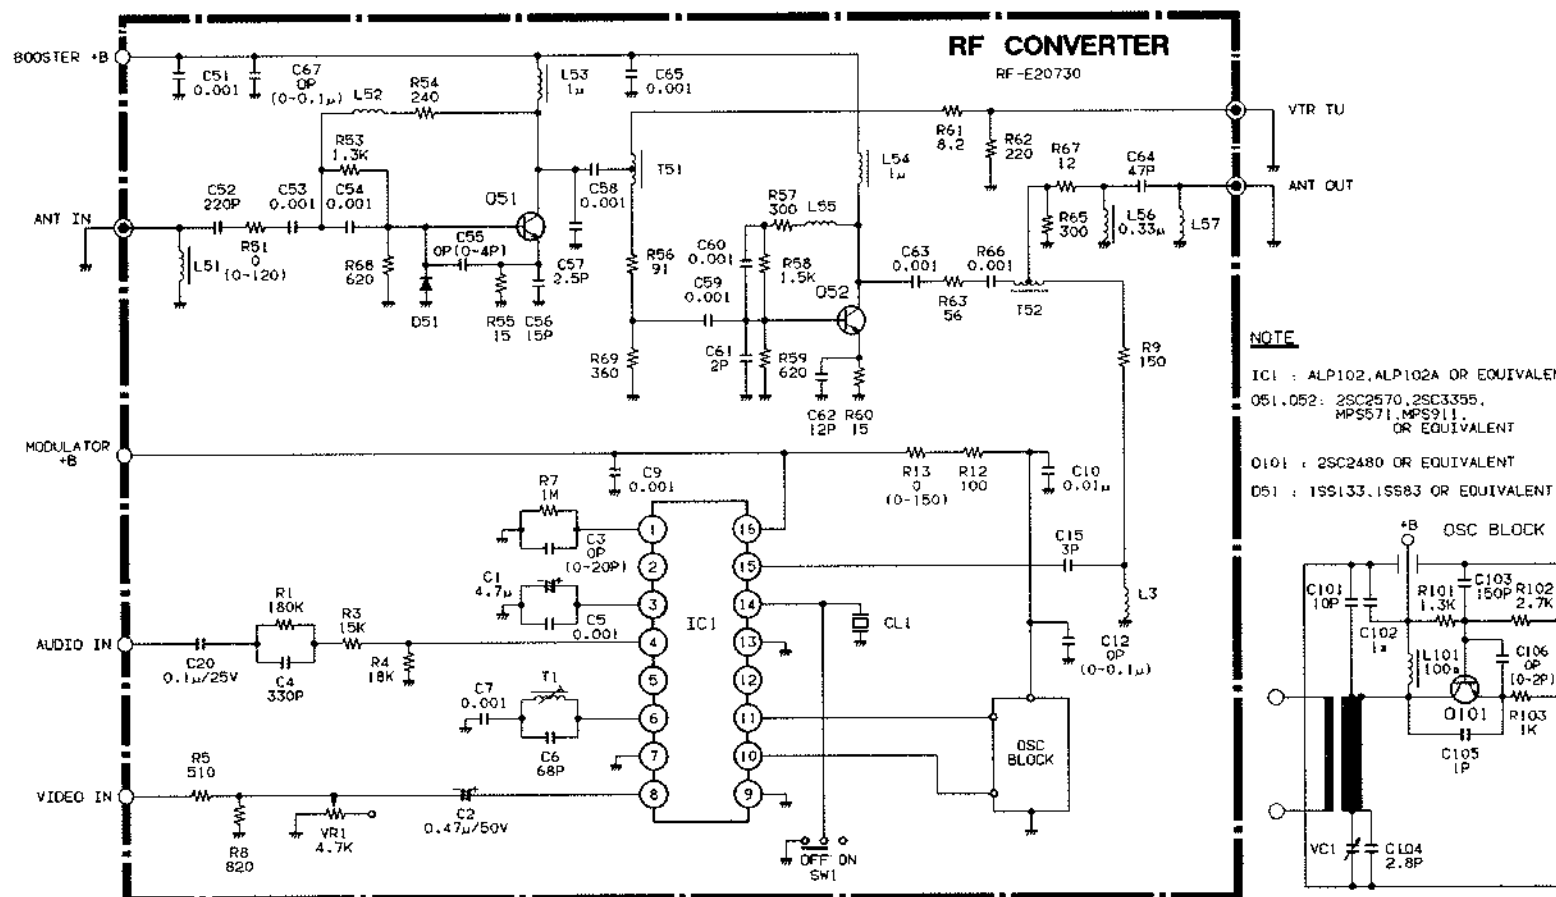 RF CONVERTER
RF-E20730
BOOSTER +B
C51
0.001
C67
0P
(0~0.1μ)
L52
R54
240
L53
1μ
C65
0.001
R53
1.3K
T51
R61
8.2
R62
220
VTR TU
L54
1μ
R67
12
C64
47P
ANT OUT
ANT IN
C52
220P
C53
0.001
C54
0.001
O51
C58
0.001
R57
300
L55
R65
300
L56
0.33μ
L57
L51
R51
0
(0~120)
R68
620
C55
0P(0~4P)
C57
2.5P
R56
91
C60
0.001
R58
1.5K
C63
0.001
R66
0.001
D51
R55
15
C56
15P
C59
0.001
O52
R63
56
T52
R69
360
C61
2P
R59
620
R9
150
C62
12P
R60
15
NOTE
IC1 : ALP102,ALP102A OR EQUIVALEN
O51,O52: 2SC2570,2SC3355,
MPS571,MPS911,
OR EQUIVALENT
O101 : 2SC2480 OR EQUIVALENT
D51 : 1SS133,1SS83 OR EQUIVALENT
MODULATOR
+B
C9
0.001
R13
0
(0~150)
R12
100
C10
0.01μ
R7
1M
C3
0P
(0~20P)
1
2
3
4
5
6
7
8
16
15
14
13
12
11
10
9
IC1
C15
3P
C1
4.7μ
C5
0.001
CL1
L3
AUDIO IN
R1
180K
R3
15K
C20
0.1μ/25V
C4
330P
R4
18K
C12
0P
(0~0.1μ)
C7
0.001
T1
C6
68P
OSC
BLOCK
VIDEO IN
R5
510
R8
820
VR1
4.7K
C2
0.47μ/50V
OFF ON
SW1
+B
OSC BLOCK
C101
10P
R101
1.3K
C103
150P
R102
2.7K
C102
L101
C106
0P
(0~2P)
O101
R103
1K
C105
1P
VC1
C104
2.8P